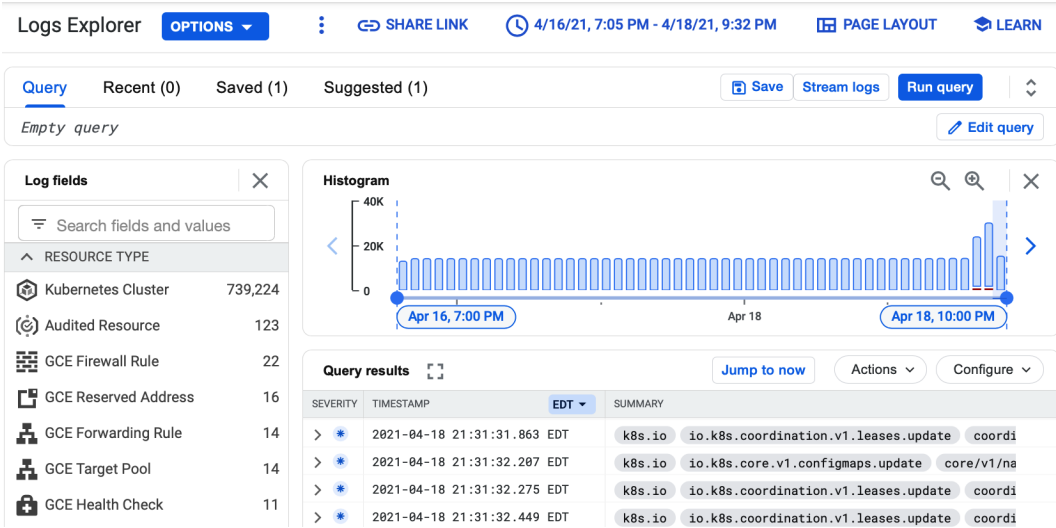 Logs Explorer OPTIONS SHARE LINK 4/16/21, 7:05 PM - 4/18/21, 9:32 PM PAGE LAYOUT LEARN
Query Recent (0) Saved (1) Suggested (1) Save Stream logs Run query
Empty query Edit query
Log fields
Search fields and values
RESOURCE TYPE
Kubernetes Cluster 739,224
Audited Resource 123
GCE Firewall Rule 22
GCE Reserved Address 16
GCE Forwarding Rule 14
GCE Target Pool 14
GCE Health Check 11
Histogram
40K
20K
0
Apr 16, 7:00 PM Apr 18 Apr 18, 10:00 PM
Query results Jump to now Actions Configure
SEVERITY TIMESTAMP EDT SUMMARY
2021-04-18 21:31:31.863 EDT k8s.io io.k8s.coordination.v1.leases.update coordi
2021-04-18 21:31:32.207 EDT k8s.io io.k8s.core.v1.configmaps.update core/v1/na
2021-04-18 21:31:32.275 EDT k8s.io io.k8s.coordination.v1.leases.update coordi
2021-04-18 21:31:32.449 EDT k8s.io io.k8s.coordination.v1.leases.update coordi